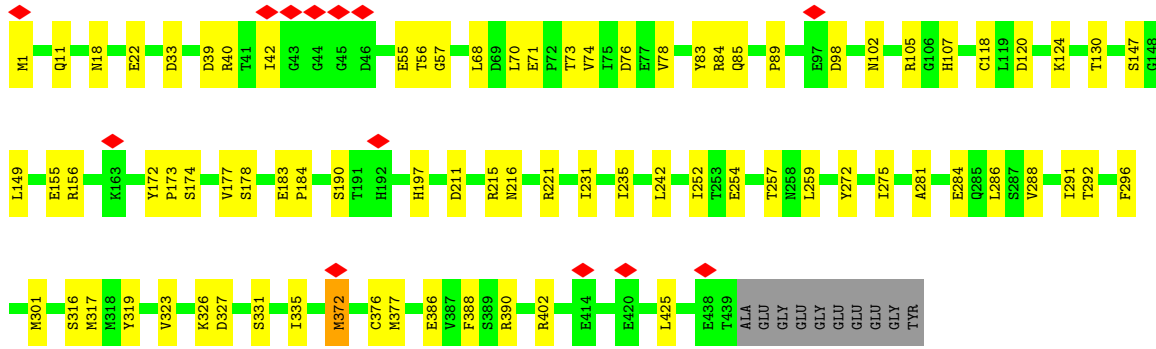 M1 Q11 N18 E22 D33 D39 R40 T41 I42 G43 G44 G45 D46 E55 T56 G57 L68 D69 L70 E71 P72 T73 V74 I75 D76 E77 V78 Y83 R84 Q85 P89 E97 D98 N102 R105 G106 H107 C118 L119 D120 K124 T130 S147 G148
L149 E155 R156 K163 Y172 P173 S174 V177 S178 E183 P184 S190 T191 H192 H197 D211 R215 N216 R221 I231 I235 L242 I252 T253 E254 T257 N258 L259 Y272 I275 A281 E284 Q285 L286 S287 V288 I291 T292 F296
M301 S316 M317 M318 Y319 V323 K326 D327 S331 I335 M372 C376 M377 E386 V387 F388 S389 R390 R402 E414 E420 L425 E438 T439 ALA GLU GLY GLU GLY GLU GLU GLU GLY TYR